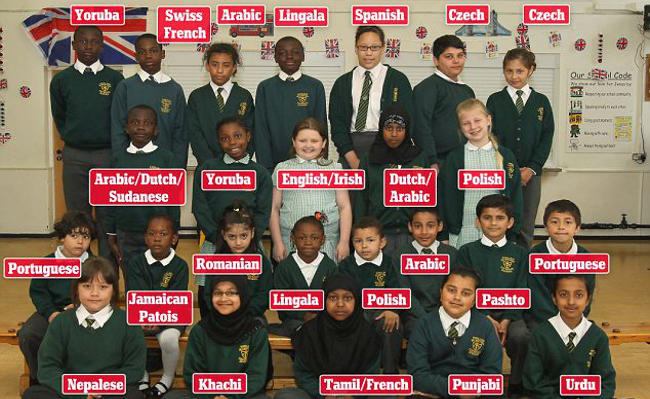 Yoruba
Swiss
French
Arabic
Lingala
Spanish
Czech
Czech
Our School Code
Arabic/Dutch/
Sudanese
Yoruba
English/Irish
Dutch/
Arabic
Polish
Portuguese
Romanian
Arabic
Portuguese
Jamaican
Patois
Lingala
Polish
Pashto
Nepalese
Khachi
Tamil/French
Punjabi
Urdu